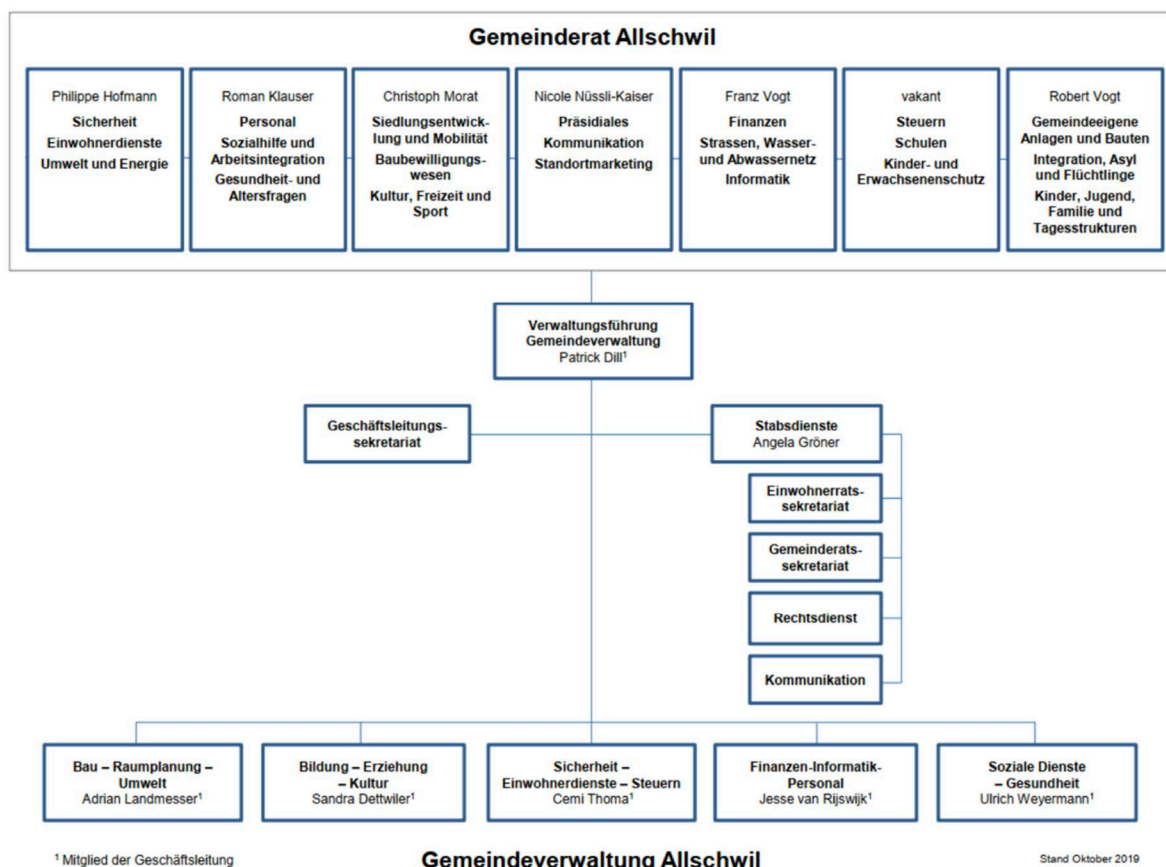 Gemeinderat Allschwil
Philippe Hofmann
Sicherheit
Einwohnerdienste
Umwelt und Energie
Roman Klauser
Personal
Sozialhilfe und
Arbeitsintegration
Gesundheit- und
Altersfragen
Christoph Morat
Siedlungsentwick-
lung und Mobilität
Baubewilligungs-
wesen
Kultur, Freizeit und
Sport
Nicole Nüssli-Kaiser
Präsidiales
Kommunikation
Standortmarketing
Franz Vogt
Finanzen
Strassen, Wasser-
und Abwassernetz
Informatik
vakant
Steuern
Schulen
Kinder- und
Erwachsenenschutz
Robert Vogt
Gemeindeeigene
Anlagen und Bauten
Integration, Asyl
und Flüchtlinge
Kinder, Jugend,
Familie und
Tagesstrukturen
Verwaltungsführung
Gemeindeverwaltung
Patrick Dill¹
Geschäftsleitungs-
sekretariat
Stabsdienste
Angela Gröner
Einwohnerrats-
sekretariat
Gemeinderats-
sekretariat
Rechtsdienst
Kommunikation
Bau – Raumplanung –
Umwelt
Adrian Landmesser¹
Bildung – Erziehung
– Kultur
Sandra Dettwiler¹
Sicherheit –
Einwohnerdienste – Steuern
Cemi Thoma¹
Finanzen-Informatik-
Personal
Jesse van Rijswijk¹
Soziale Dienste
– Gesundheit
Ulrich Weyermann¹
¹ Mitglied der Geschäftsleitung
Gemeindeverwaltung Allschwil
Stand Oktober 2019